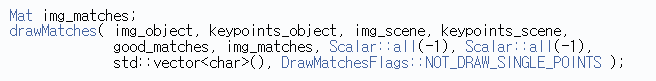 Mat img_matches;
drawMatches( img_object, keypoints_object, img_scene, keypoints_scene,
good_matches, img_matches, Scalar::all(-1), Scalar::all(-1),
std::vector<char>(), DrawMatchesFlags::NOT_DRAW_SINGLE_POINTS );